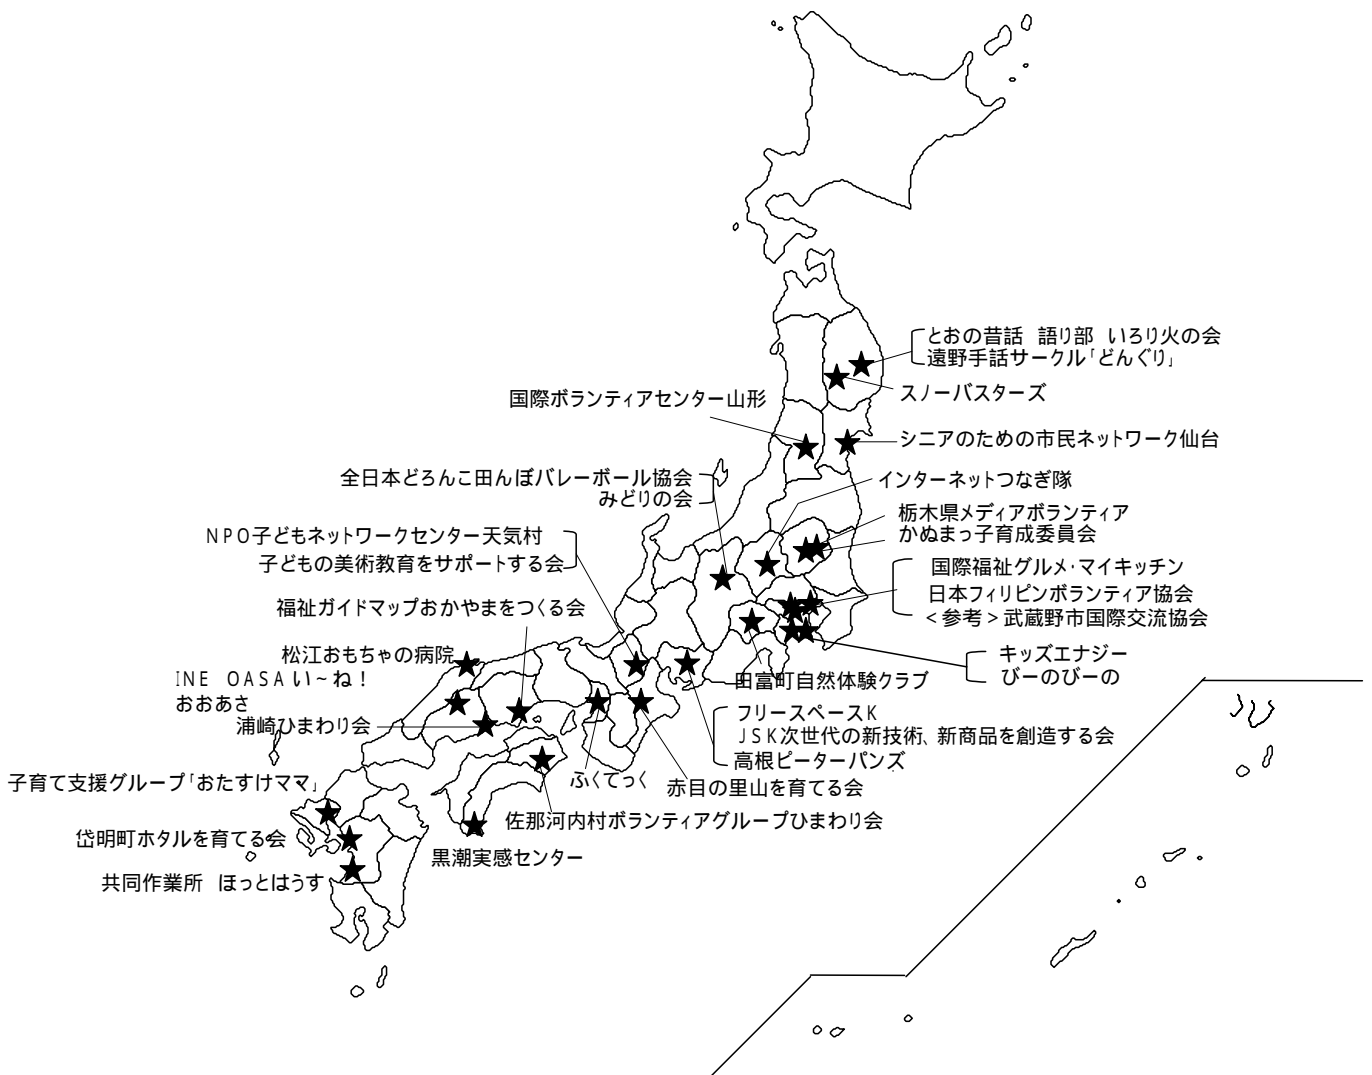 とおの昔話 語り部 いろり火の会
遠野手話サークル「どんぐり」
スノーバスターズ
国際ボランティアセンター山形
シニアのための市民ネットワーク仙台
全日本どろんこ田んぼバレーボール協会
みどりの会
インターネットつなぎ隊
栃木県メディアボランティア
かぬまっ子育成委員会
NPO子どもネットワークセンター天気村
子どもの美術教育をサポートする会
国際福祉グルメ・マイキッチン
日本フィリピンボランティア協会
<参考>武蔵野市国際交流協会
福祉ガイドマップおかやまをつくる会
キッズエナジー
びーのびーの
松江おもちゃの病院
INE OASAい~ね!
おおあさ
田富町自然体験クラブ
浦崎ひまわり会
フリースペースK
JSK次世代の新技術、新商品を創造する会
高根ピーターパンズ
ふくてっく
赤目の里山を育てる会
子育て支援グループ「おたすけママ」
佐那河内村ボランティアグループひまわり会
岱明町ホタルを育てる会
黒潮実感センター
共同作業所 ほっとはうす